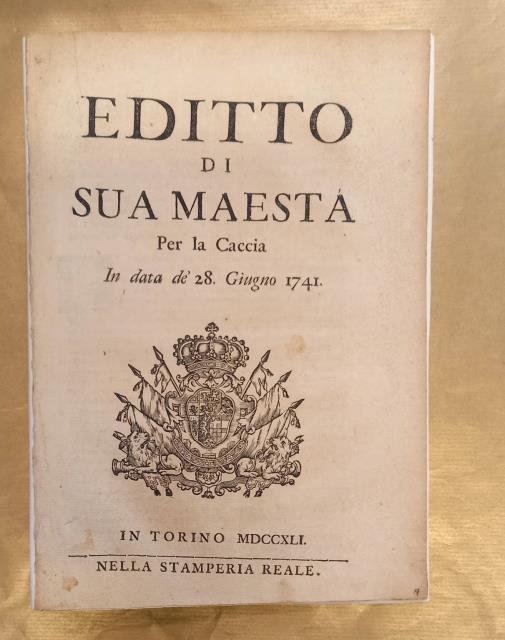 EDITTO
DI
SUA MAESTÀ
Per la Caccia
In data de' 28. Giugno 1741.
IN TORINO MDCCXLI.
NELLA STAMPERIA REALE.